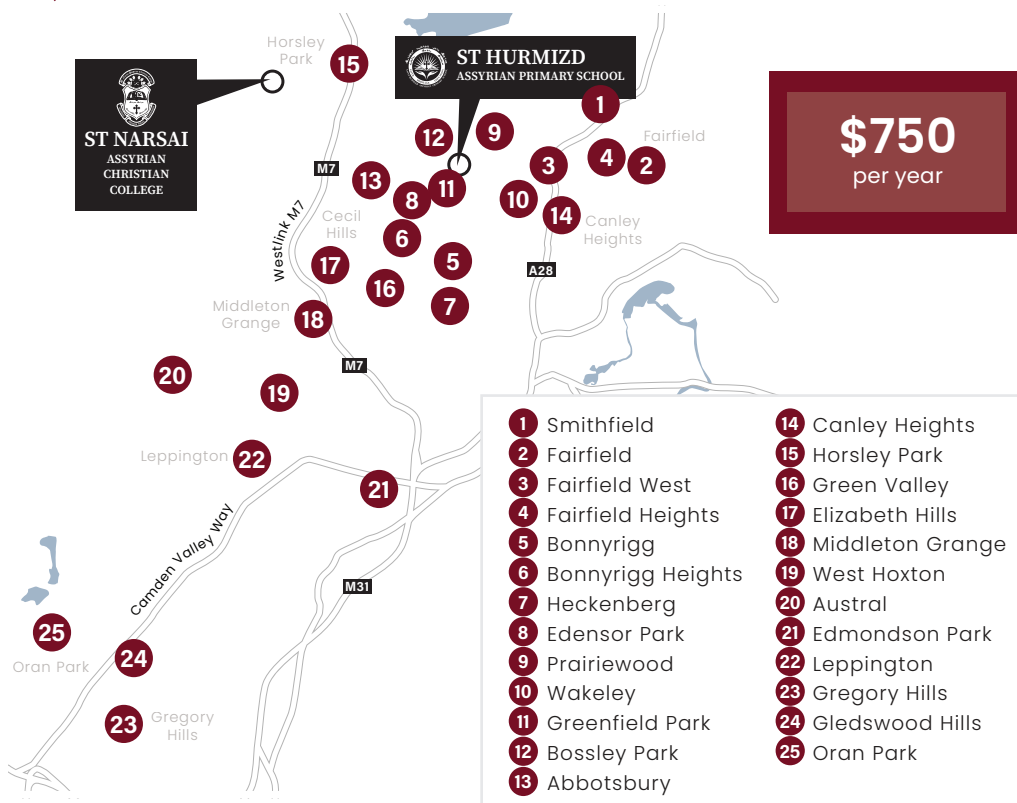 Horsley
Park
15
ST HURMIZD
ASSYRIAN PRIMARY SCHOOL
ST NARSAI
ASSYRIAN
CHRISTIAN
COLLEGE
$750
per year
1
12
9
Fairfield
M7
3
4
2
13
8
11
10
14
Cecil
Hills
Canley
Heights
Westlink M7
6
17
5
A28
16
Middleton
Grange
18
7
M7
20
19
Leppington
22
21
Camden Valley Way
M31
25
Oran Park
24
23
Gregory
Hills
1 Smithfield
2 Fairfield
3 Fairfield West
4 Fairfield Heights
5 Bonnyrigg
6 Bonnyrigg Heights
7 Heckenberg
8 Edensor Park
9 Prairiewood
10 Wakeley
11 Greenfield Park
12 Bossley Park
13 Abbotsbury
14 Canley Heights
15 Horsley Park
16 Green Valley
17 Elizabeth Hills
18 Middleton Grange
19 West Hoxton
20 Austral
21 Edmondson Park
22 Leppington
23 Gregory Hills
24 Gledswood Hills
25 Oran Park